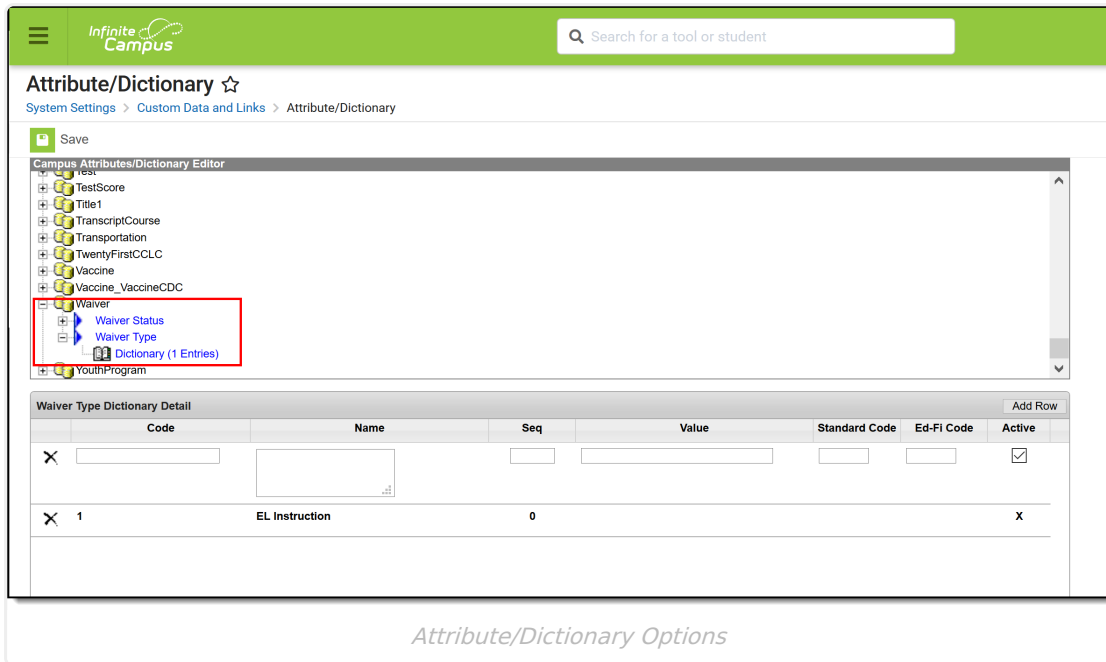 Infinite Campus
Search for a tool or student
Attribute/Dictionary
System Settings > Custom Data and Links > Attribute/Dictionary
Save
Campus Attributes/Dictionary Editor
Test
TestScore
Title1
TranscriptCourse
Transportation
TwentyFirstCCLC
Vaccine
Vaccine_VaccineCDC
Waiver
Waiver Status
Waiver Type
Dictionary (1 Entries)
YouthProgram
Waiver Type Dictionary Detail Add Row
Code Name Seq Value Standard Code Ed-Fi Code Active
1 EL Instruction 0 X
Attribute/Dictionary Options